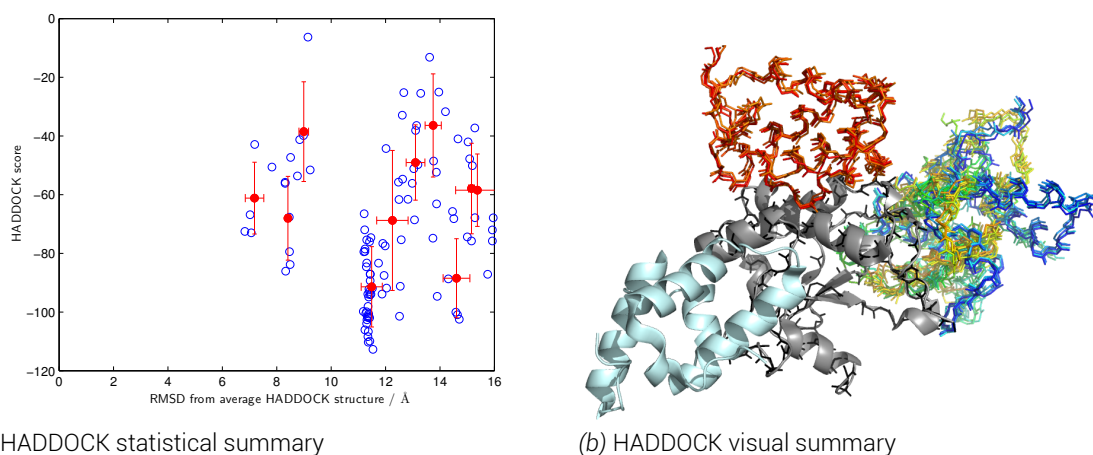 0
−20
−40
−60
−80
−100
−120
HADDOCK score
0 2 4 6 8 10 12 14 16
RMSD from average HADDOCK structure / Å
HADDOCK statistical summary
(b) HADDOCK visual summary